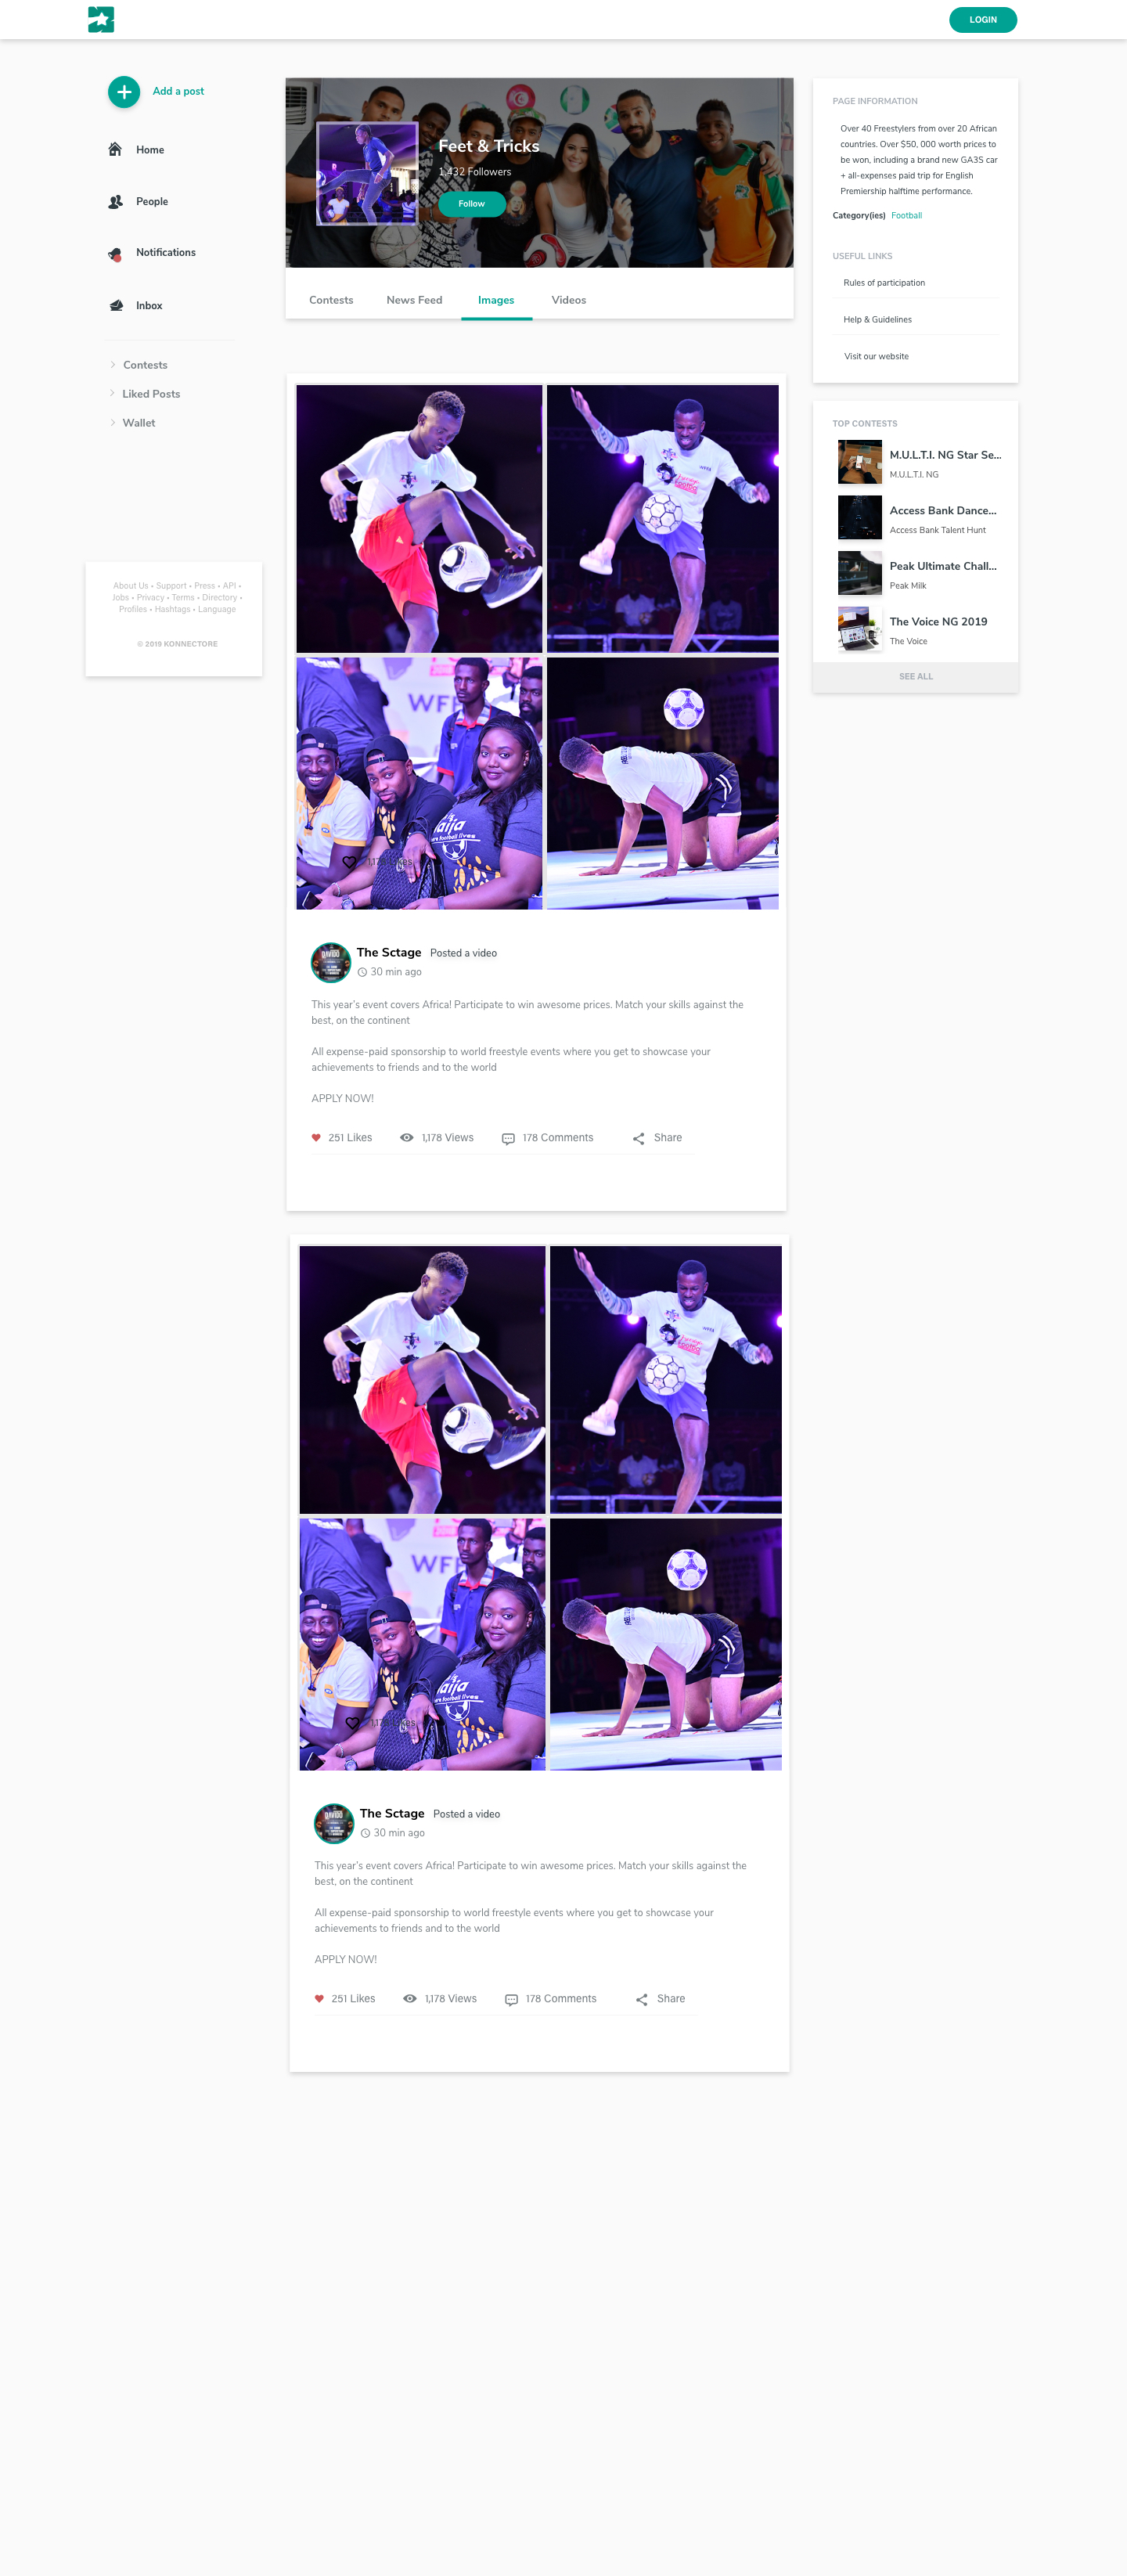 LOGIN
Add a post
Home
People
Notifications
Inbox
Contests
Liked Posts
Wallet
About Us • Support • Press • API •
Jobs • Privacy • Terms • Directory •
Profiles • Hashtags • Language
© 2019 KONNECTORE
Feet & Tricks
1,432 Followers
Follow
Contests
News Feed
Images
Videos
WFF
aija
ere football lives
The Sctage Posted a video
30 min ago
This year's event covers Africa! Participate to win awesome prices. Match your skills against the
best, on the continent
All expense-paid sponsorship to world freestyle events where you get to showcase your
achievements to friends and to the world
APPLY NOW!
251 Likes
1,178 Views
178 Comments
Share
WFF
aija
ere football lives
The Sctage Posted a video
30 min ago
This year's event covers Africa! Participate to win awesome prices. Match your skills against the
best, on the continent
All expense-paid sponsorship to world freestyle events where you get to showcase your
achievements to friends and to the world
APPLY NOW!
251 Likes
1,178 Views
178 Comments
Share
PAGE INFORMATION
Over 40 Freestylers from over 20 African
countries. Over $50, 000 worth prices to
be won, including a brand new GA3S car
+ all-expenses paid trip for English
Premiership halftime performance.
Category(ies) Football
USEFUL LINKS
Rules of participation
Help & Guidelines
Visit our website
TOP CONTESTS
M.U.L.T.I. NG Star Se...
M.U.L.T.I. NG
Access Bank Dance...
Access Bank Talent Hunt
Peak Ultimate Chall...
Peak Milk
The Voice NG 2019
The Voice
SEE ALL